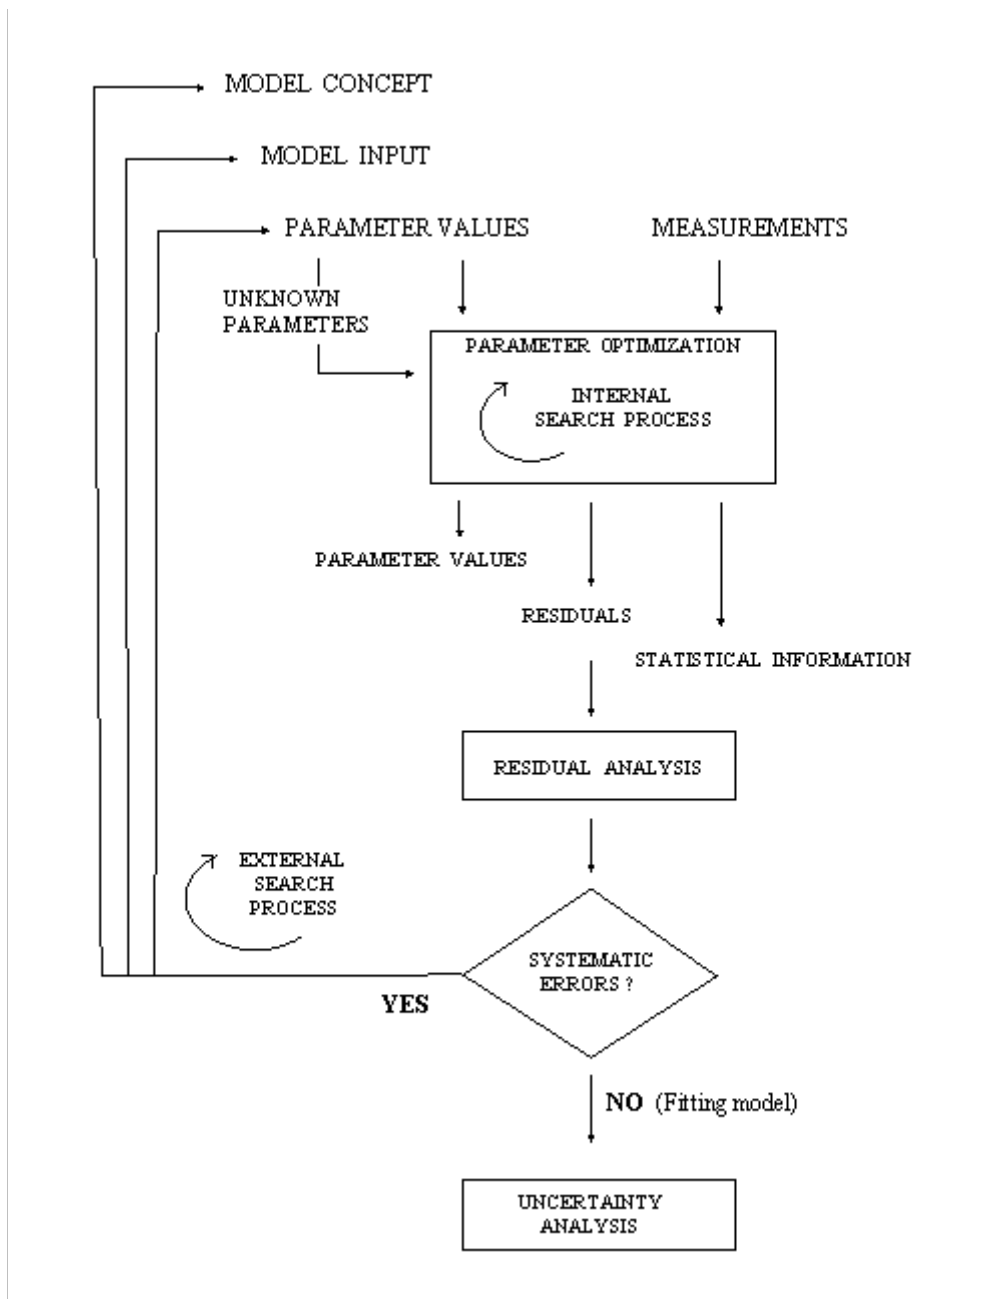 MODEL CONCEPT
MODEL INPUT
PARAMETER VALUES
MEASUREMENTS
UNKNOWN
PARAMETERS
PARAMETER OPTIMIZATION
INTERNAL
SEARCH PROCESS
PARAMETER VALUES
RESIDUALS
STATISTICAL INFORMATION
RESIDUAL ANALYSIS
EXTERNAL
SEARCH
PROCESS
SYSTEMATIC
ERRORS ?
YES
NO (Fitting model)
UNCERTAINTY
ANALYSIS